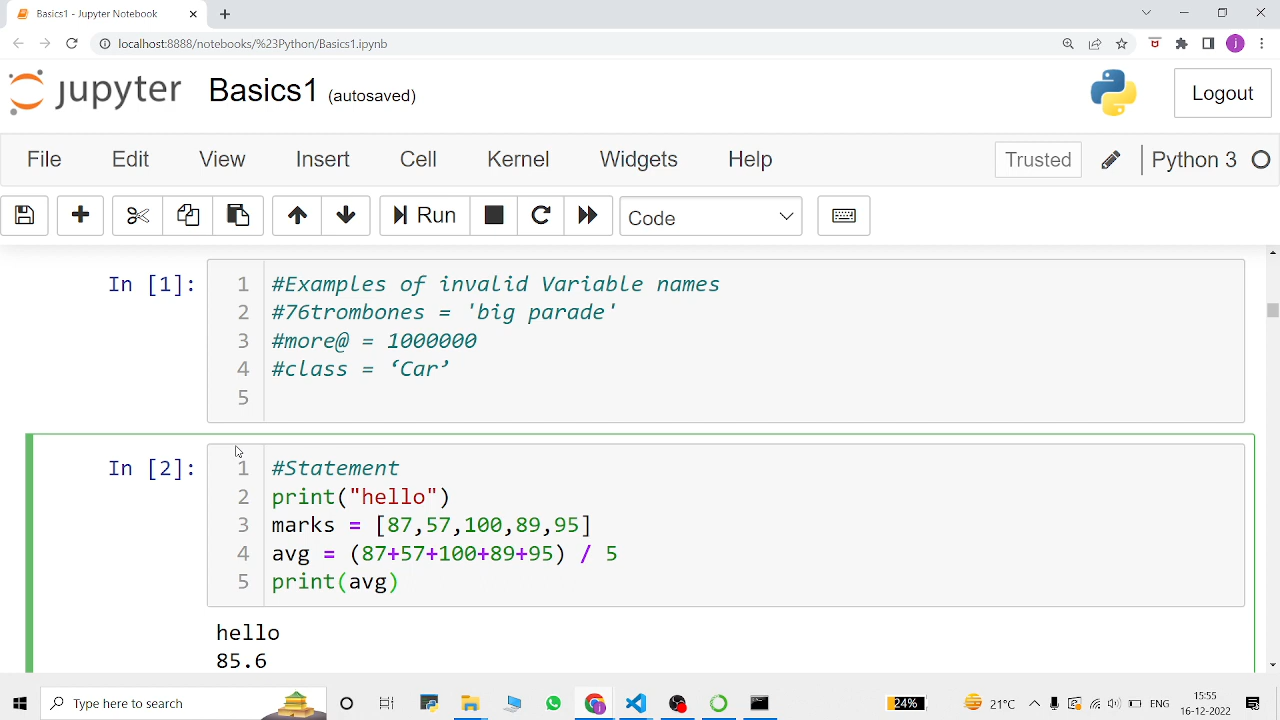 Basics1 - Jupyter Notebook
localhost:8888/notebooks/%23Python/Basics1.ipynb
j
jupyter Basics1 (autosaved)
Logout
File Edit View Insert Cell Kernel Widgets Help Trusted Python 3
Run Code
In [1]:
1 #Examples of invalid Variable names
2 #76trombones = 'big parade'
3 #more@ = 1000000
4 #class = ‘Car’
5
In [2]:
1 #Statement
2 print("hello")
3 marks = [87,57,100,89,95]
4 avg = (87+57+100+89+95) / 5
5 print(avg)
hello
85.6
Type here to search
24%
21°C
ENG
15:55
16-12-2022